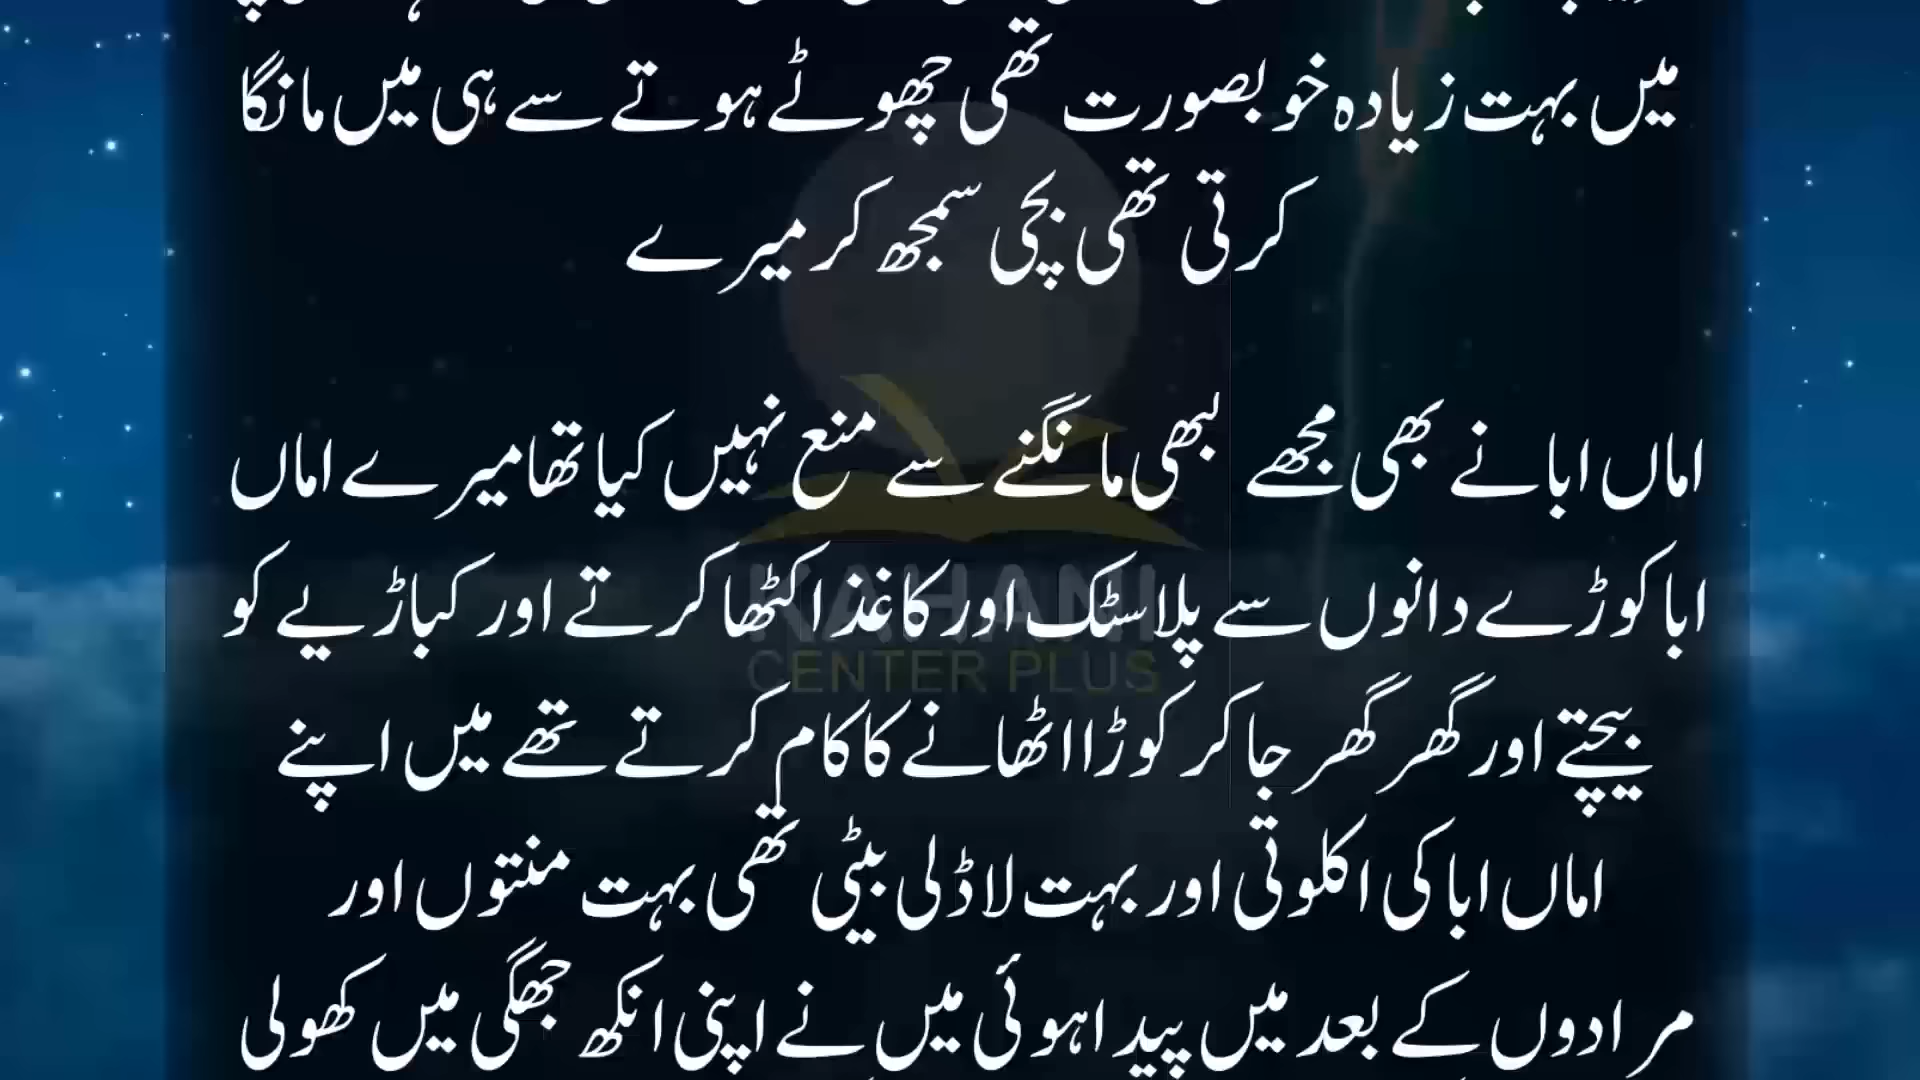 میں بہت زیادہ خوبصورت تھی چھوٹے ہوتے سے ہی میں مانگا
کرتی تھی بچی سمجھ کر میرے
اماں ابا نے بھی مجھے لبھی مانگنے سے منع نہیں کیا تھا میرے اماں
ابا کوڑے دانوں سے پلاسٹک اور کاغذ اکٹھا کرتے اور کباڑیے کو
KAHANI
CENTER PLUS
بیچتے اور گھر گھر جا کر کوڑا اٹھانے کا کام کرتے تھے میں اپنے
اماں ابا کی اکلوتی اور بہت لاڈلی بیٹی تھی بہت منتوں اور
مرادوں کے بعد میں پیدا ہوئی میں نے اپنی انکھ جھگی میں کھولی